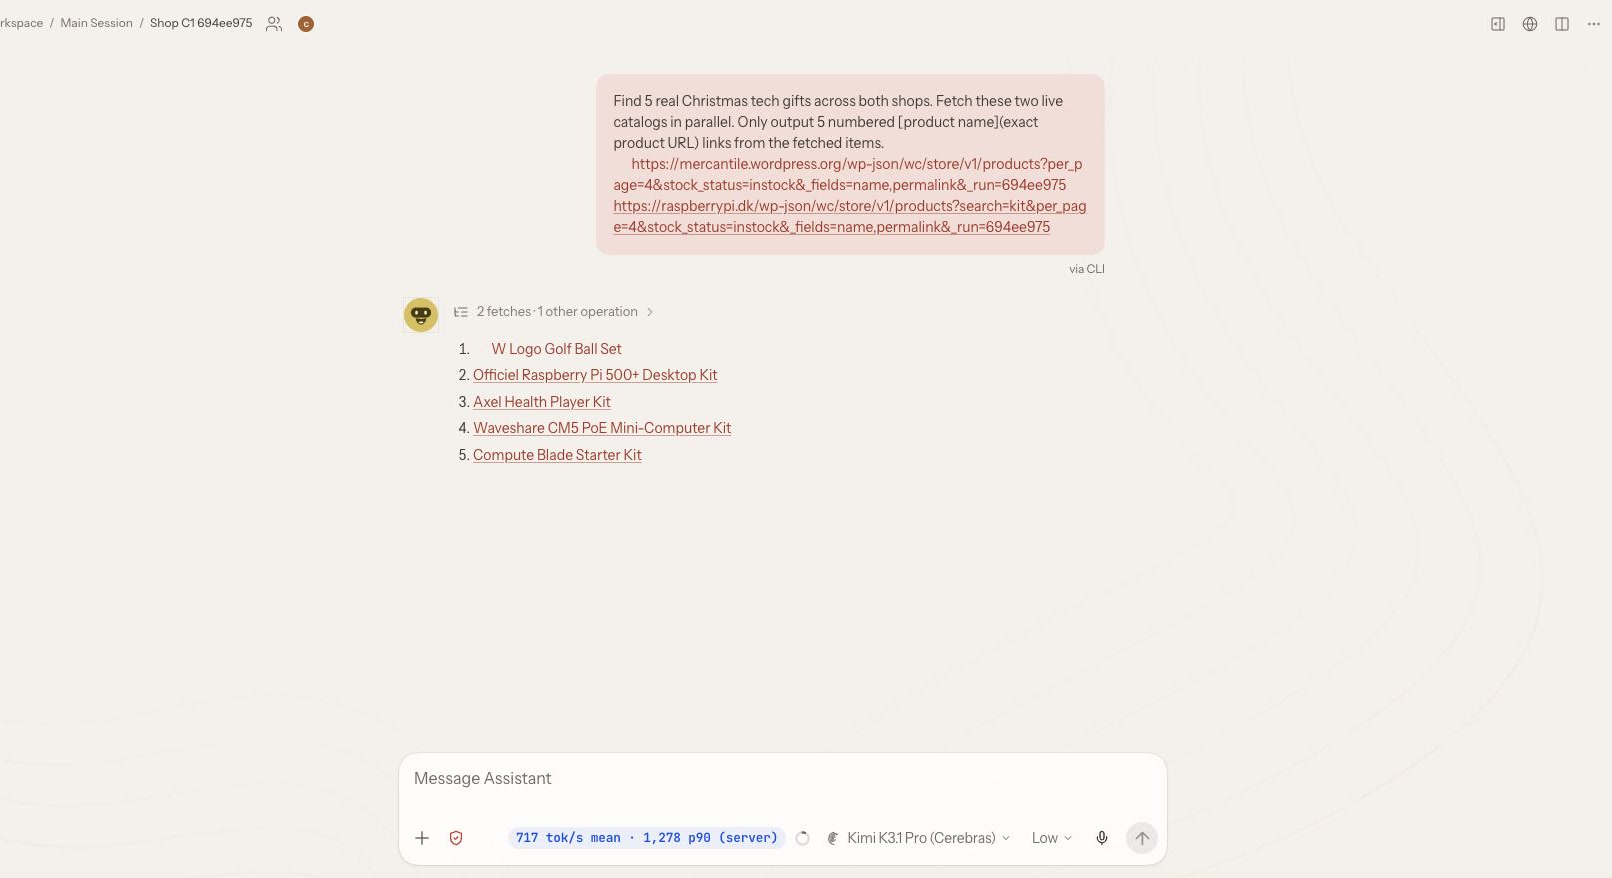 rkspace / Main Session / Shop C1 694ee975
C
Find 5 real Christmas tech gifts across both shops. Fetch these two live
catalogs in parallel. Only output 5 numbered [product name](exact
product URL) links from the fetched items.
https://mercantile.wordpress.org/wp-json/wc/store/v1/products?per_p
age=4&stock_status=instock&_fields=name,permalink&_run=694ee975
https://raspberrypi.dk/wp-json/wc/store/v1/products?search=kit&per_pag
e=4&stock_status=instock&_fields=name,permalink&_run=694ee975
via CLI
2 fetches · 1 other operation
1. W Logo Golf Ball Set
2. Officiel Raspberry Pi 500+ Desktop Kit
3. Axel Health Player Kit
4. Waveshare CM5 PoE Mini-Computer Kit
5. Compute Blade Starter Kit
Message Assistant
717 tok/s mean · 1,278 p90 (server)
Kimi K3.1 Pro (Cerebras)
Low